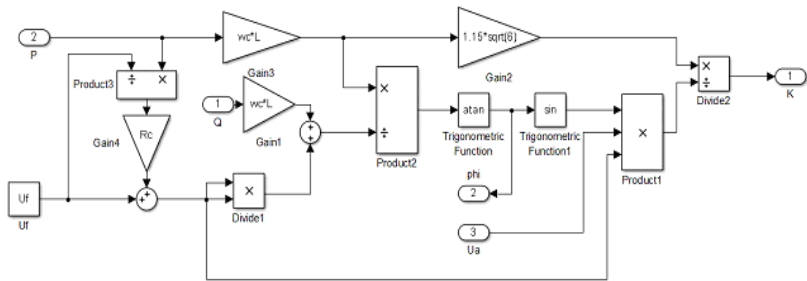 2
P
wc*L
Gain3
1.15*sqrt(6)
Gain2
×
÷
Divide2
1
K
÷ ×
Product3
Rc
Gain4
1
Q
wc*L
Gain1
+
+
×
÷
Product2
atan
Trigonometric
Function
sin
Trigonometric
Function1
×
Product1
phi
2
3
Ua
Uf
Uf
+
+
×
Divide1